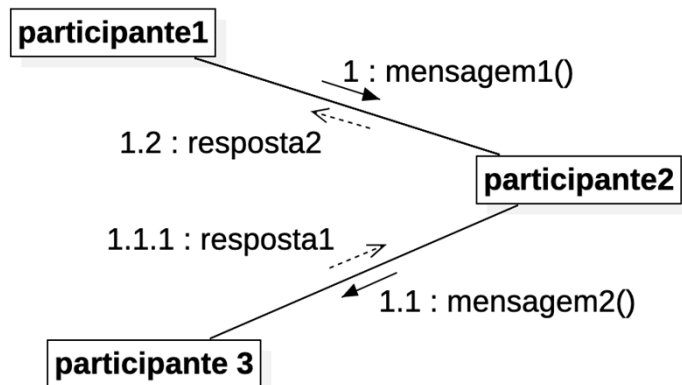 participante1
1 : mensagem1()
1.2 : resposta2
participante2
1.1.1 : resposta1
1.1 : mensagem2()
participante 3